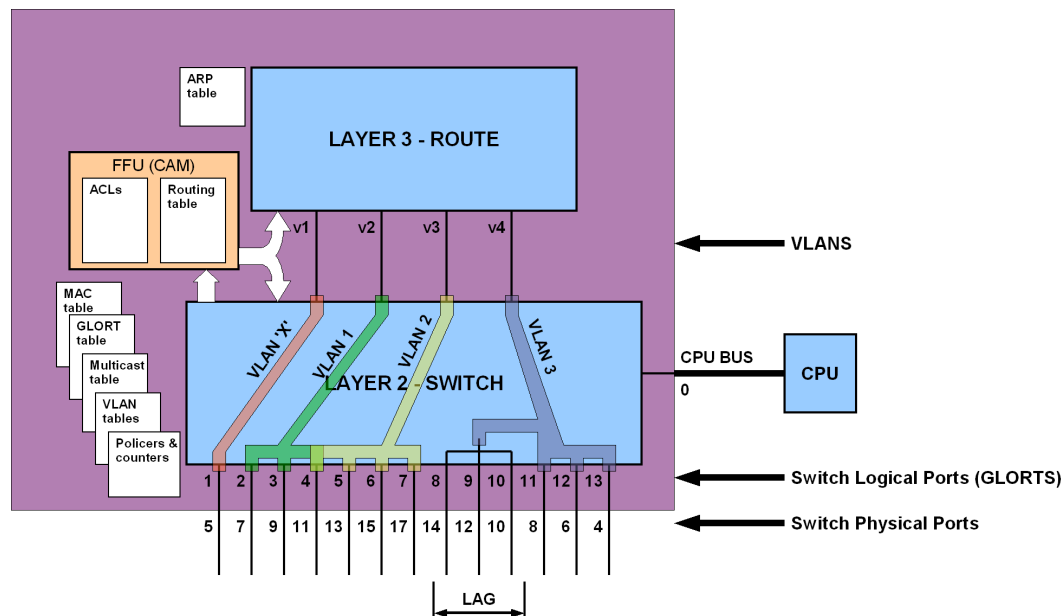 ARP
table
LAYER 3 - ROUTE
FFU (CAM)
ACLs
Routing
table
v1
v2
v3
v4
VLANS
MAC
table
GLORT
table
Multicast
table
VLAN
tables
Policers &
counters
VLAN 'X'
VLAN 1
VLAN 2
VLAN 3
LAYER 2 - SWITCH
CPU BUS
0
CPU
1 2 3 4 5 6 7 8 9 10 11 12 13
Switch Logical Ports (GLORTS)
5 7 9 11 13 15 17 14 12 10 8 6 4
Switch Physical Ports
LAG